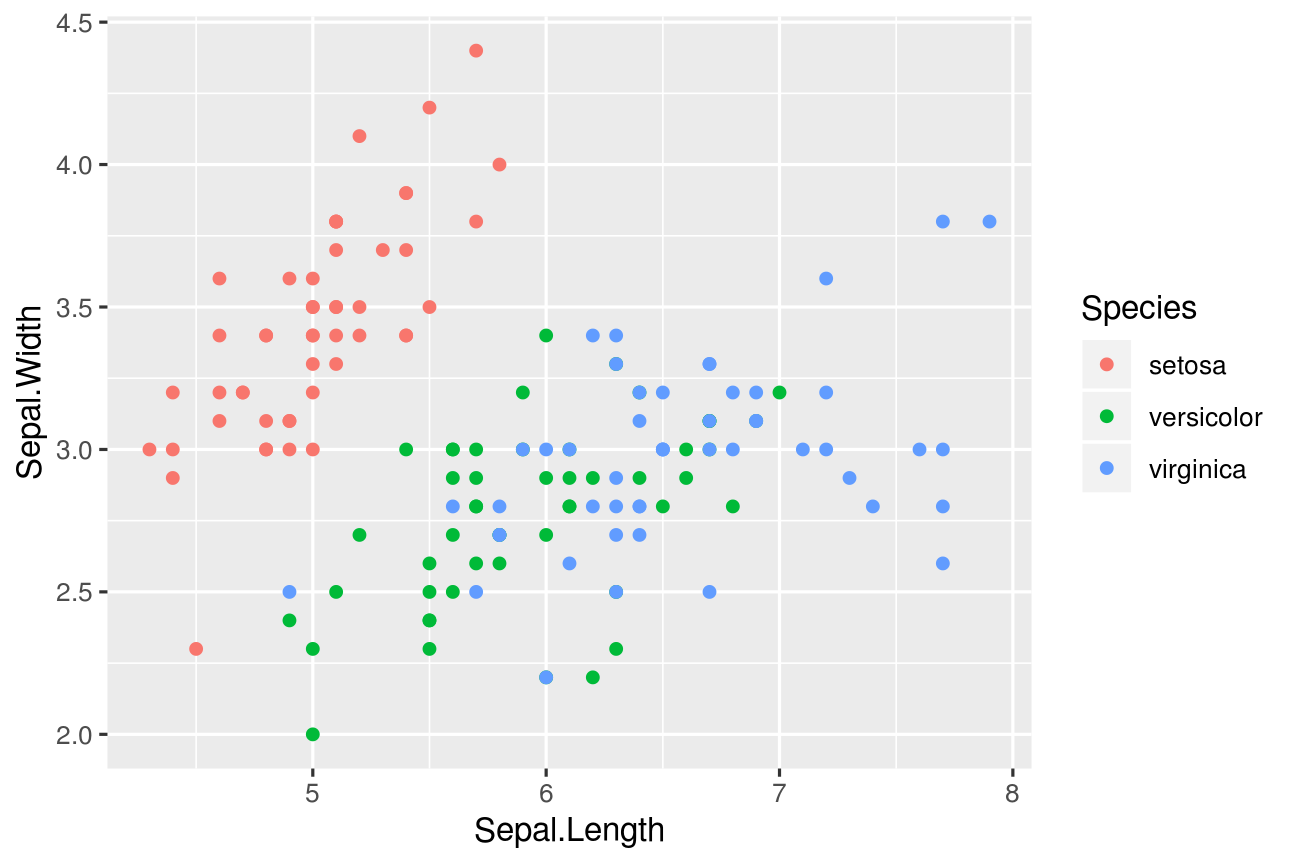 4.5
4.0
3.5
3.0
2.5
2.0
Sepal.Width
5 6 7 8
Sepal.Length
Species
setosa
versicolor
virginica